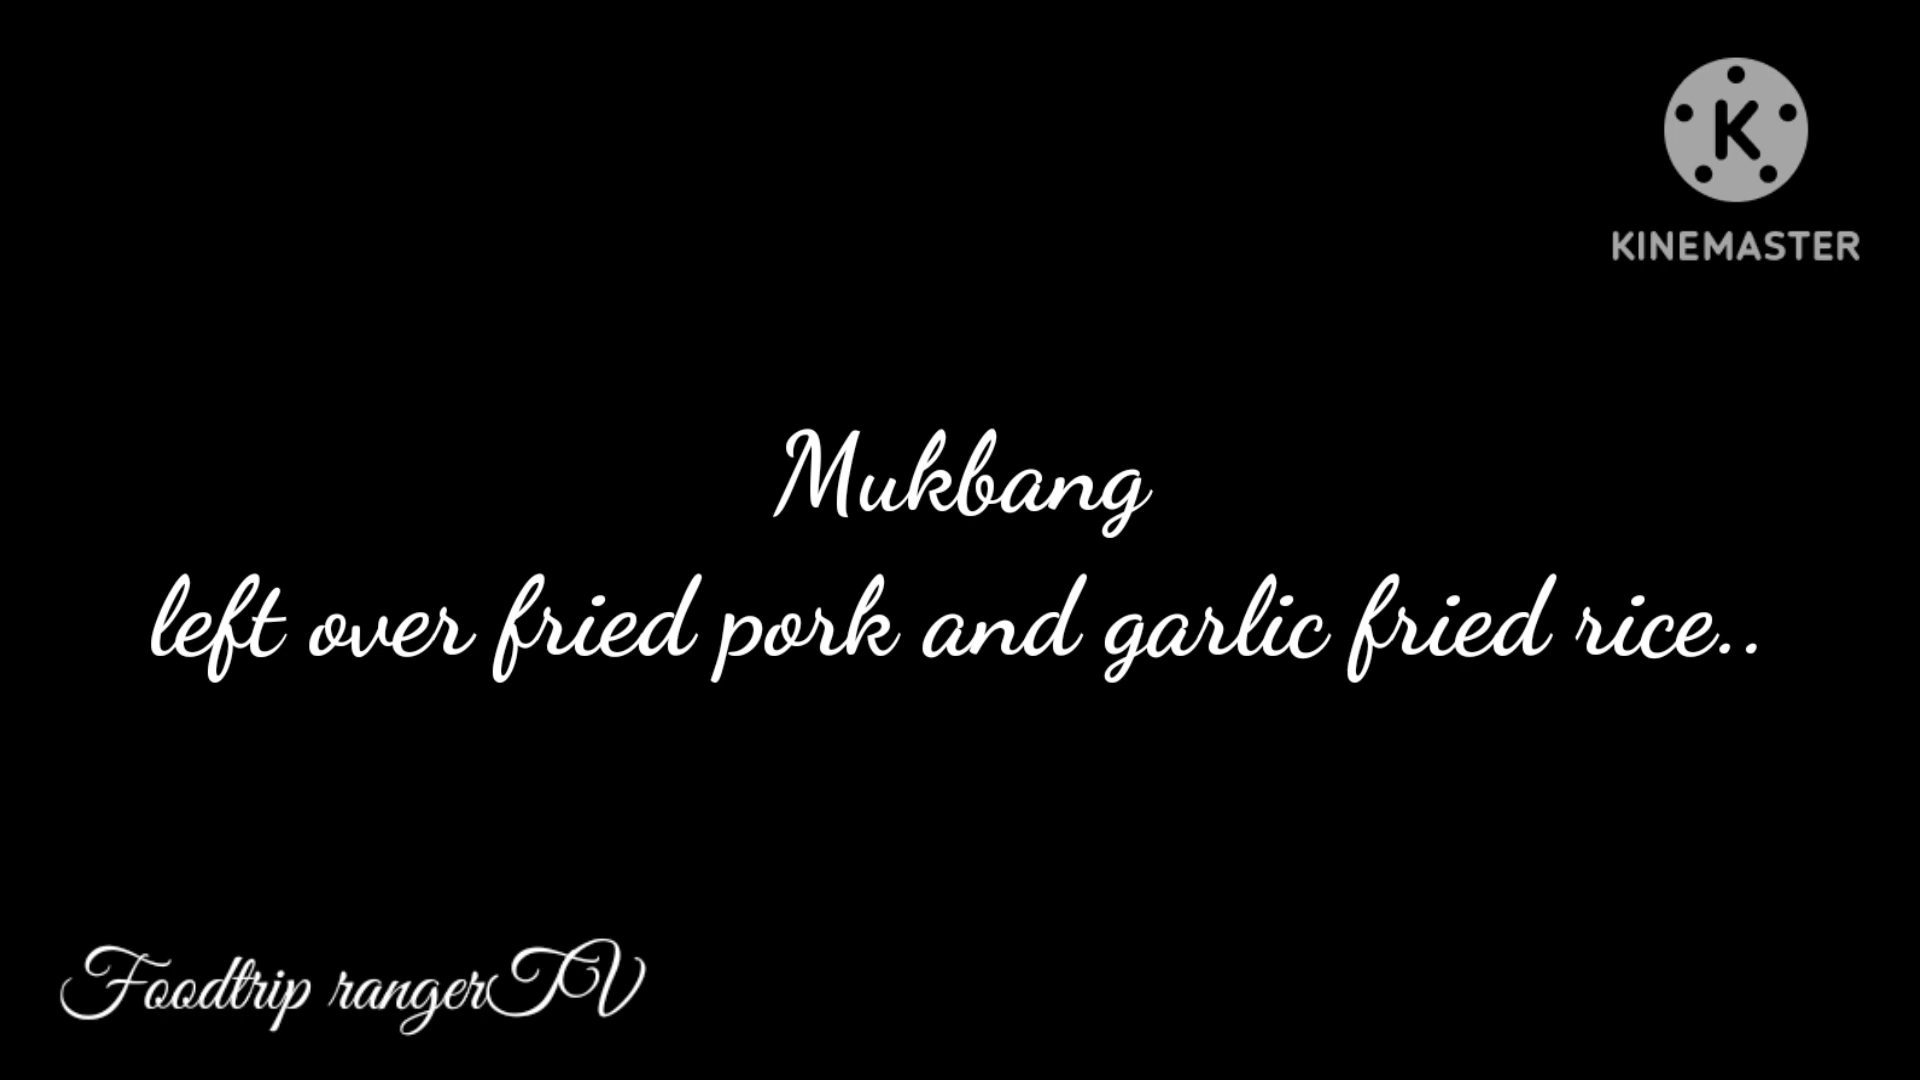 K
KINEMASTER
Mukbang
left over fried pork and garlic fried rice..
Foodtrip rangerTV